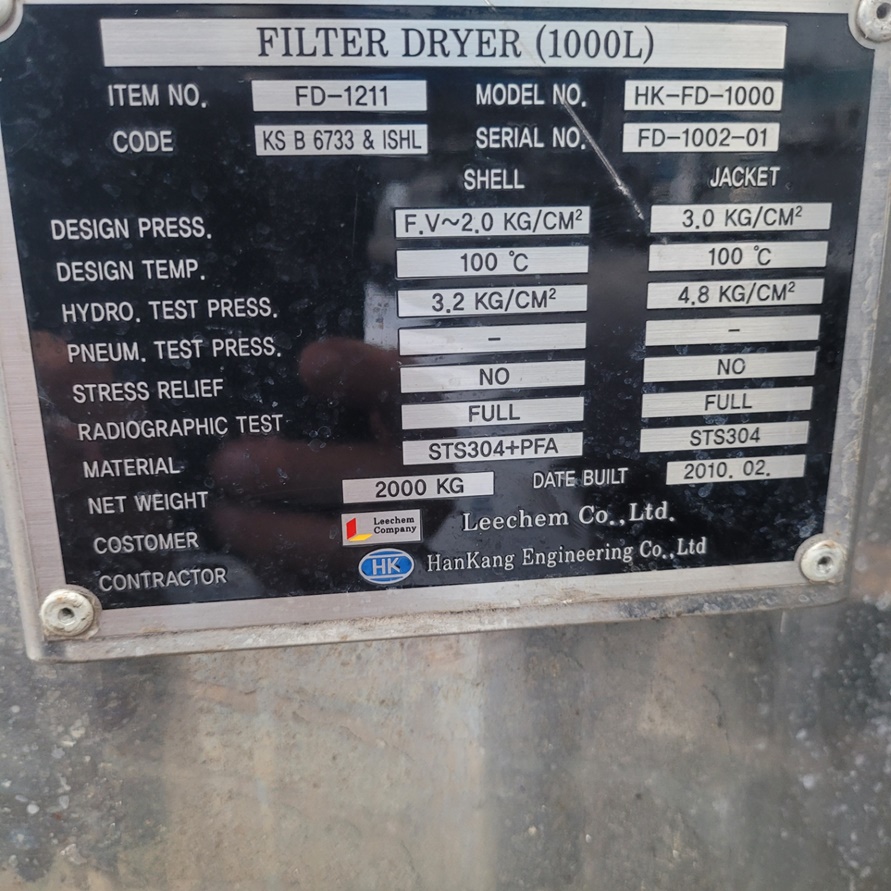 FILTER DRYER (1000L)
ITEM NO. FD-1211 MODEL NO. HK-FD-1000
CODE KS B 6733 & ISHL SERIAL NO. FD-1002-01
SHELL JACKET
DESIGN PRESS. F.V~2.0 KG/CM² 3.0 KG/CM²
DESIGN TEMP. 100 °C 100 °C
HYDRO. TEST PRESS. 3.2 KG/CM² 4.8 KG/CM²
PNEUM. TEST PRESS. - -
STRESS RELIEF NO NO
RADIOGRAPHIC TEST FULL FULL
MATERIAL STS304+PFA STS304
NET WEIGHT 2000 KG DATE BUILT 2010. 02.
COSTOMER Leechem Company Leechem Co.,Ltd.
CONTRACTOR HK HanKang Engineering Co.,Ltd